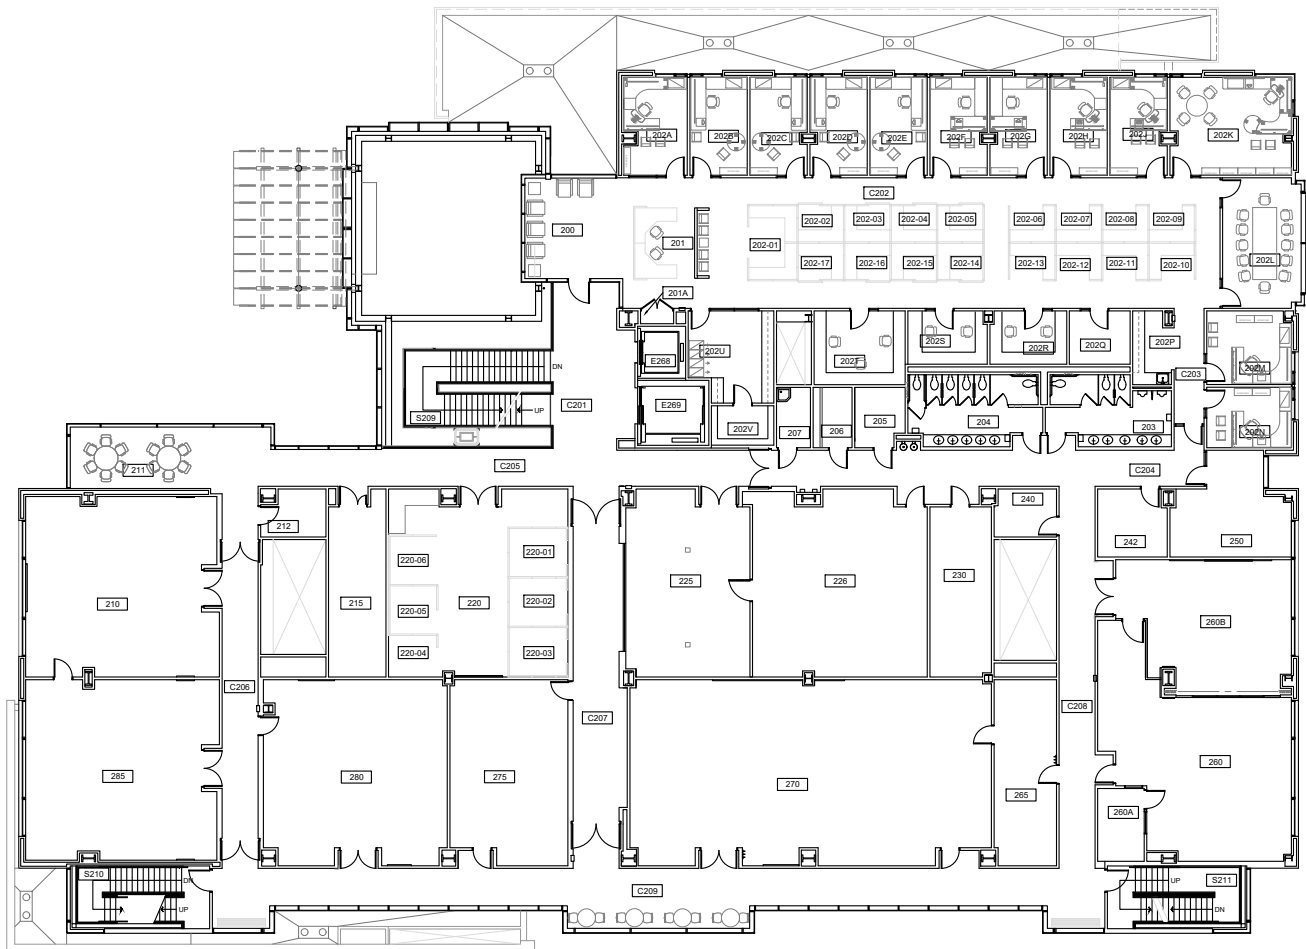 202A
202B
202C
202D
202E
202F
202G
202H
202J
202K
C202
200
201
202-01
202-02
202-03
202-04
202-05
202-06
202-07
202-08
202-09
202-17
202-16
202-15
202-14
202-13
202-12
202-11
202-10
202L
201A
E268
202U
202T
202S
202R
202Q
202P
202M
C203
DN
UP
S209
C201
E269
202V
207
206
205
204
203
202N
211
C205
C204
212
240
242
250
210
215
220-06
220-05
220-04
220
220-01
220-02
220-03
225
226
230
260B
C206
C207
C208
285
280
275
270
265
260
260A
S210
DN
UP
C209
UP
DN
S211